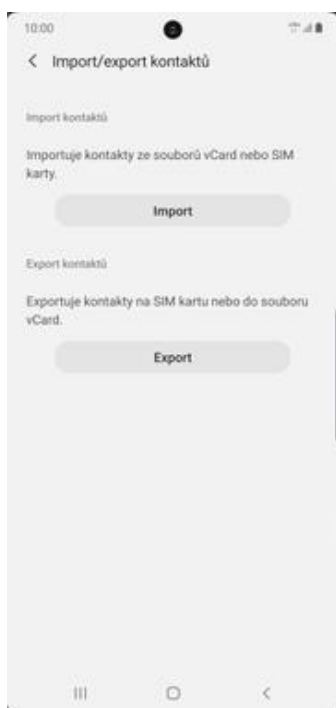 10:00
Import/export kontaktů
Import kontaktů
Importuje kontakty ze souborů vCard nebo SIM
karty.
Import
Export kontaktů
Exportuje kontakty na SIM kartu nebo do souboru
vCard.
Export